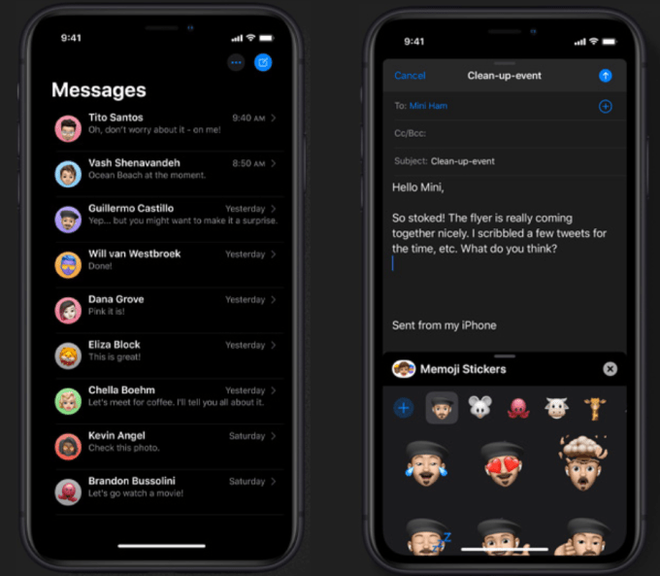 9:41
Messages
Tito Santos
9:40 AM
Oh, don't worry about it - on me!
Vash Shenavandeh
8:50 AM
Ocean Beach at the moment.
Guillermo Castillo
Yesterday
Yep... but you might want to make it a surprise.
Will van Westbroek
Yesterday
Done!
Dana Grove
Yesterday
Pink it is!
Eliza Block
Yesterday
This is great!
Chella Boehm
Yesterday
Let's meet for coffee. I'll tell you all about it.
Kevin Angel
Saturday
Check this photo.
Brandon Bussolini
Saturday
Let's go watch a movie!
9:41
Cancel
Clean-up-event
To: Mini Ham
Cc/Bcc:
Subject: Clean-up-event
Hello Mini,
So stoked! The flyer is really coming
together nicely. I scribbled a few tweets for
the time, etc. What do you think?
Sent from my iPhone
Memoji Stickers